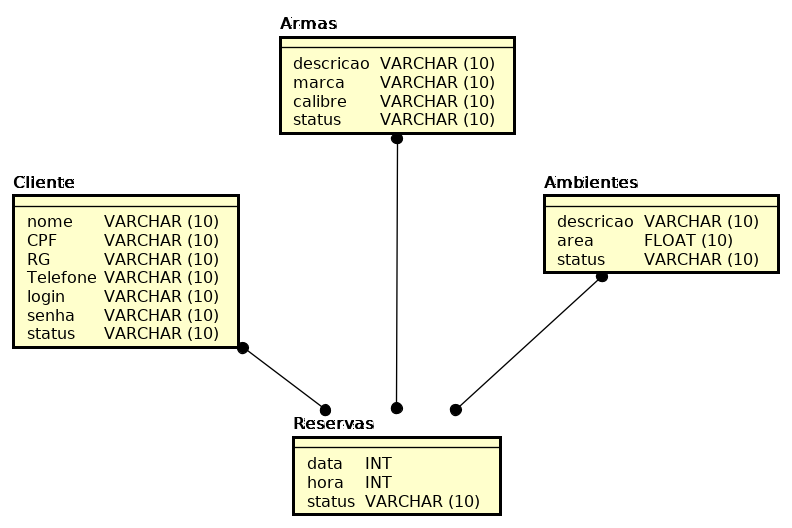 Armas
descricao VARCHAR (10)
marca VARCHAR (10)
calibre VARCHAR (10)
status VARCHAR (10)
Cliente
nome VARCHAR (10)
CPF VARCHAR (10)
RG VARCHAR (10)
Telefone VARCHAR (10)
login VARCHAR (10)
senha VARCHAR (10)
status VARCHAR (10)
Ambientes
descricao VARCHAR (10)
area FLOAT (10)
status VARCHAR (10)
Reservas
data INT
hora INT
status VARCHAR (10)